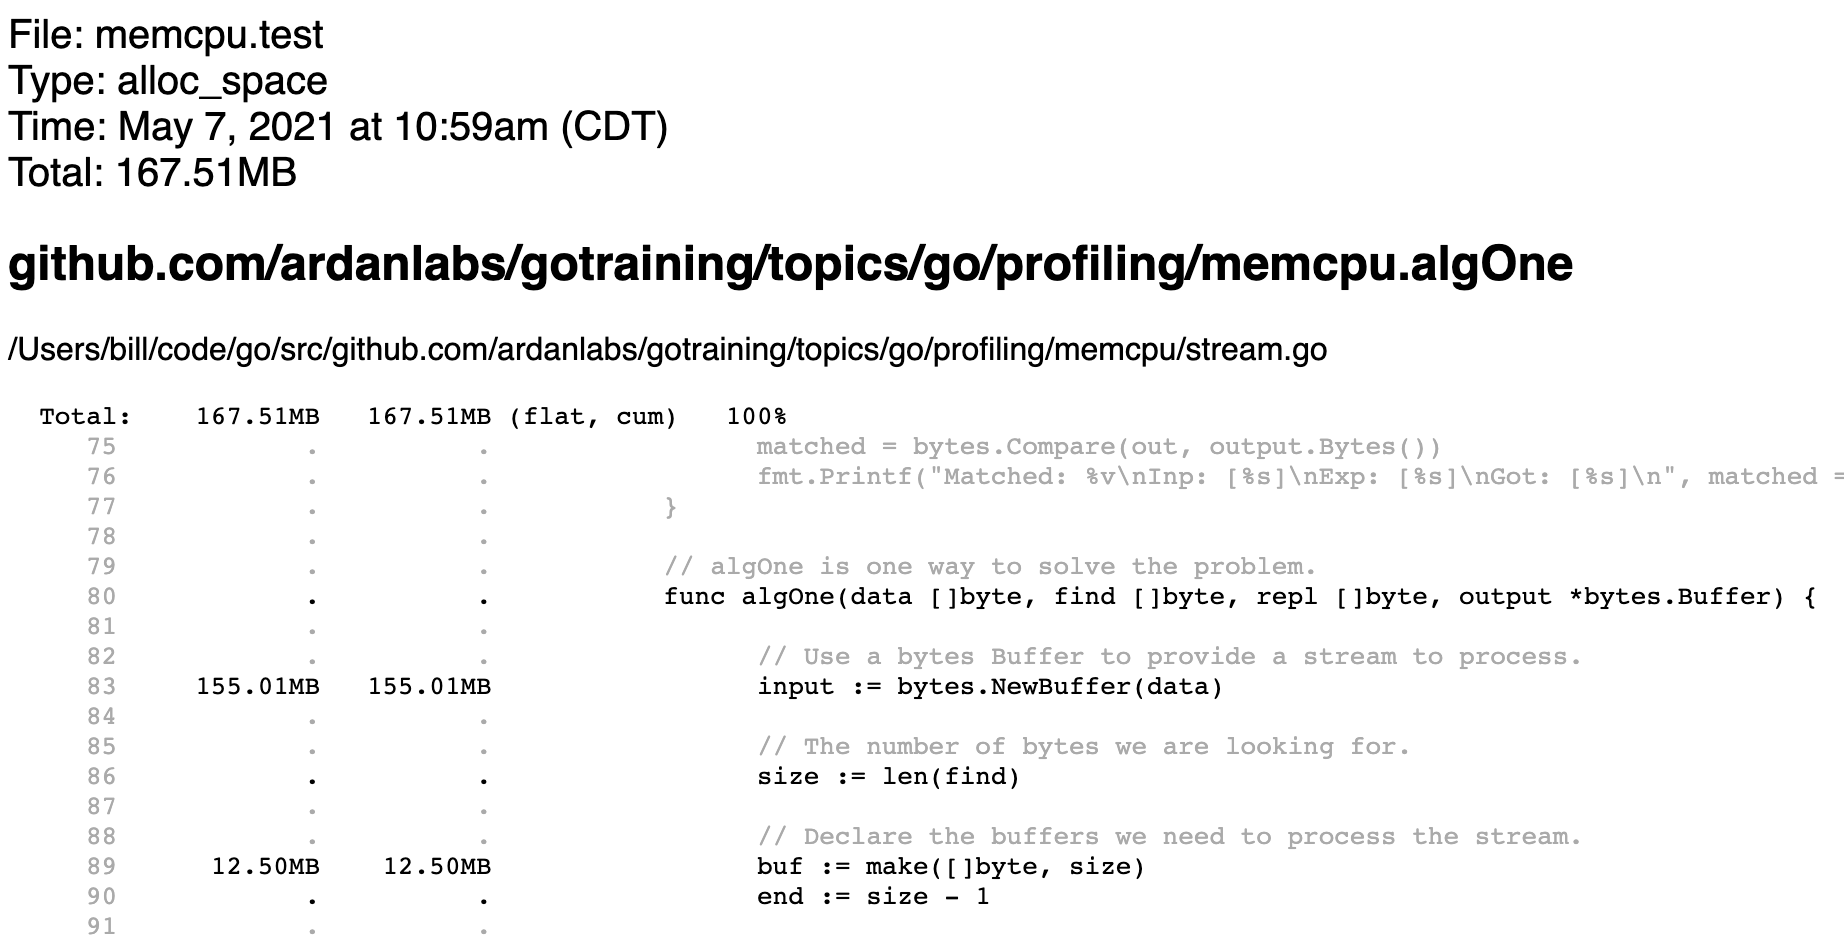 File: memcpu.test
Type: alloc_space
Time: May 7, 2021 at 10:59am (CDT)
Total: 167.51MB
github.com/ardanlabs/gotraining/topics/go/profiling/memcpu.algOne
/Users/bill/code/go/src/github.com/ardanlabs/gotraining/topics/go/profiling/memcpu/stream.go
Total: 167.51MB 167.51MB (flat, cum) 100%
75 . . matched = bytes.Compare(out, output.Bytes())
76 . . fmt.Printf("Matched: %v\nInp: [%s]\nExp: [%s]\nGot: [%s]\n", matched =
77 . . }
78 . .
79 . . // algOne is one way to solve the problem.
80 . . func algOne(data []byte, find []byte, repl []byte, output *bytes.Buffer) {
81 . .
82 . . // Use a bytes Buffer to provide a stream to process.
83 155.01MB 155.01MB input := bytes.NewBuffer(data)
84 . .
85 . . // The number of bytes we are looking for.
86 . . size := len(find)
87 . .
88 . . // Declare the buffers we need to process the stream.
89 12.50MB 12.50MB buf := make([]byte, size)
90 . . end := size - 1
91 . .